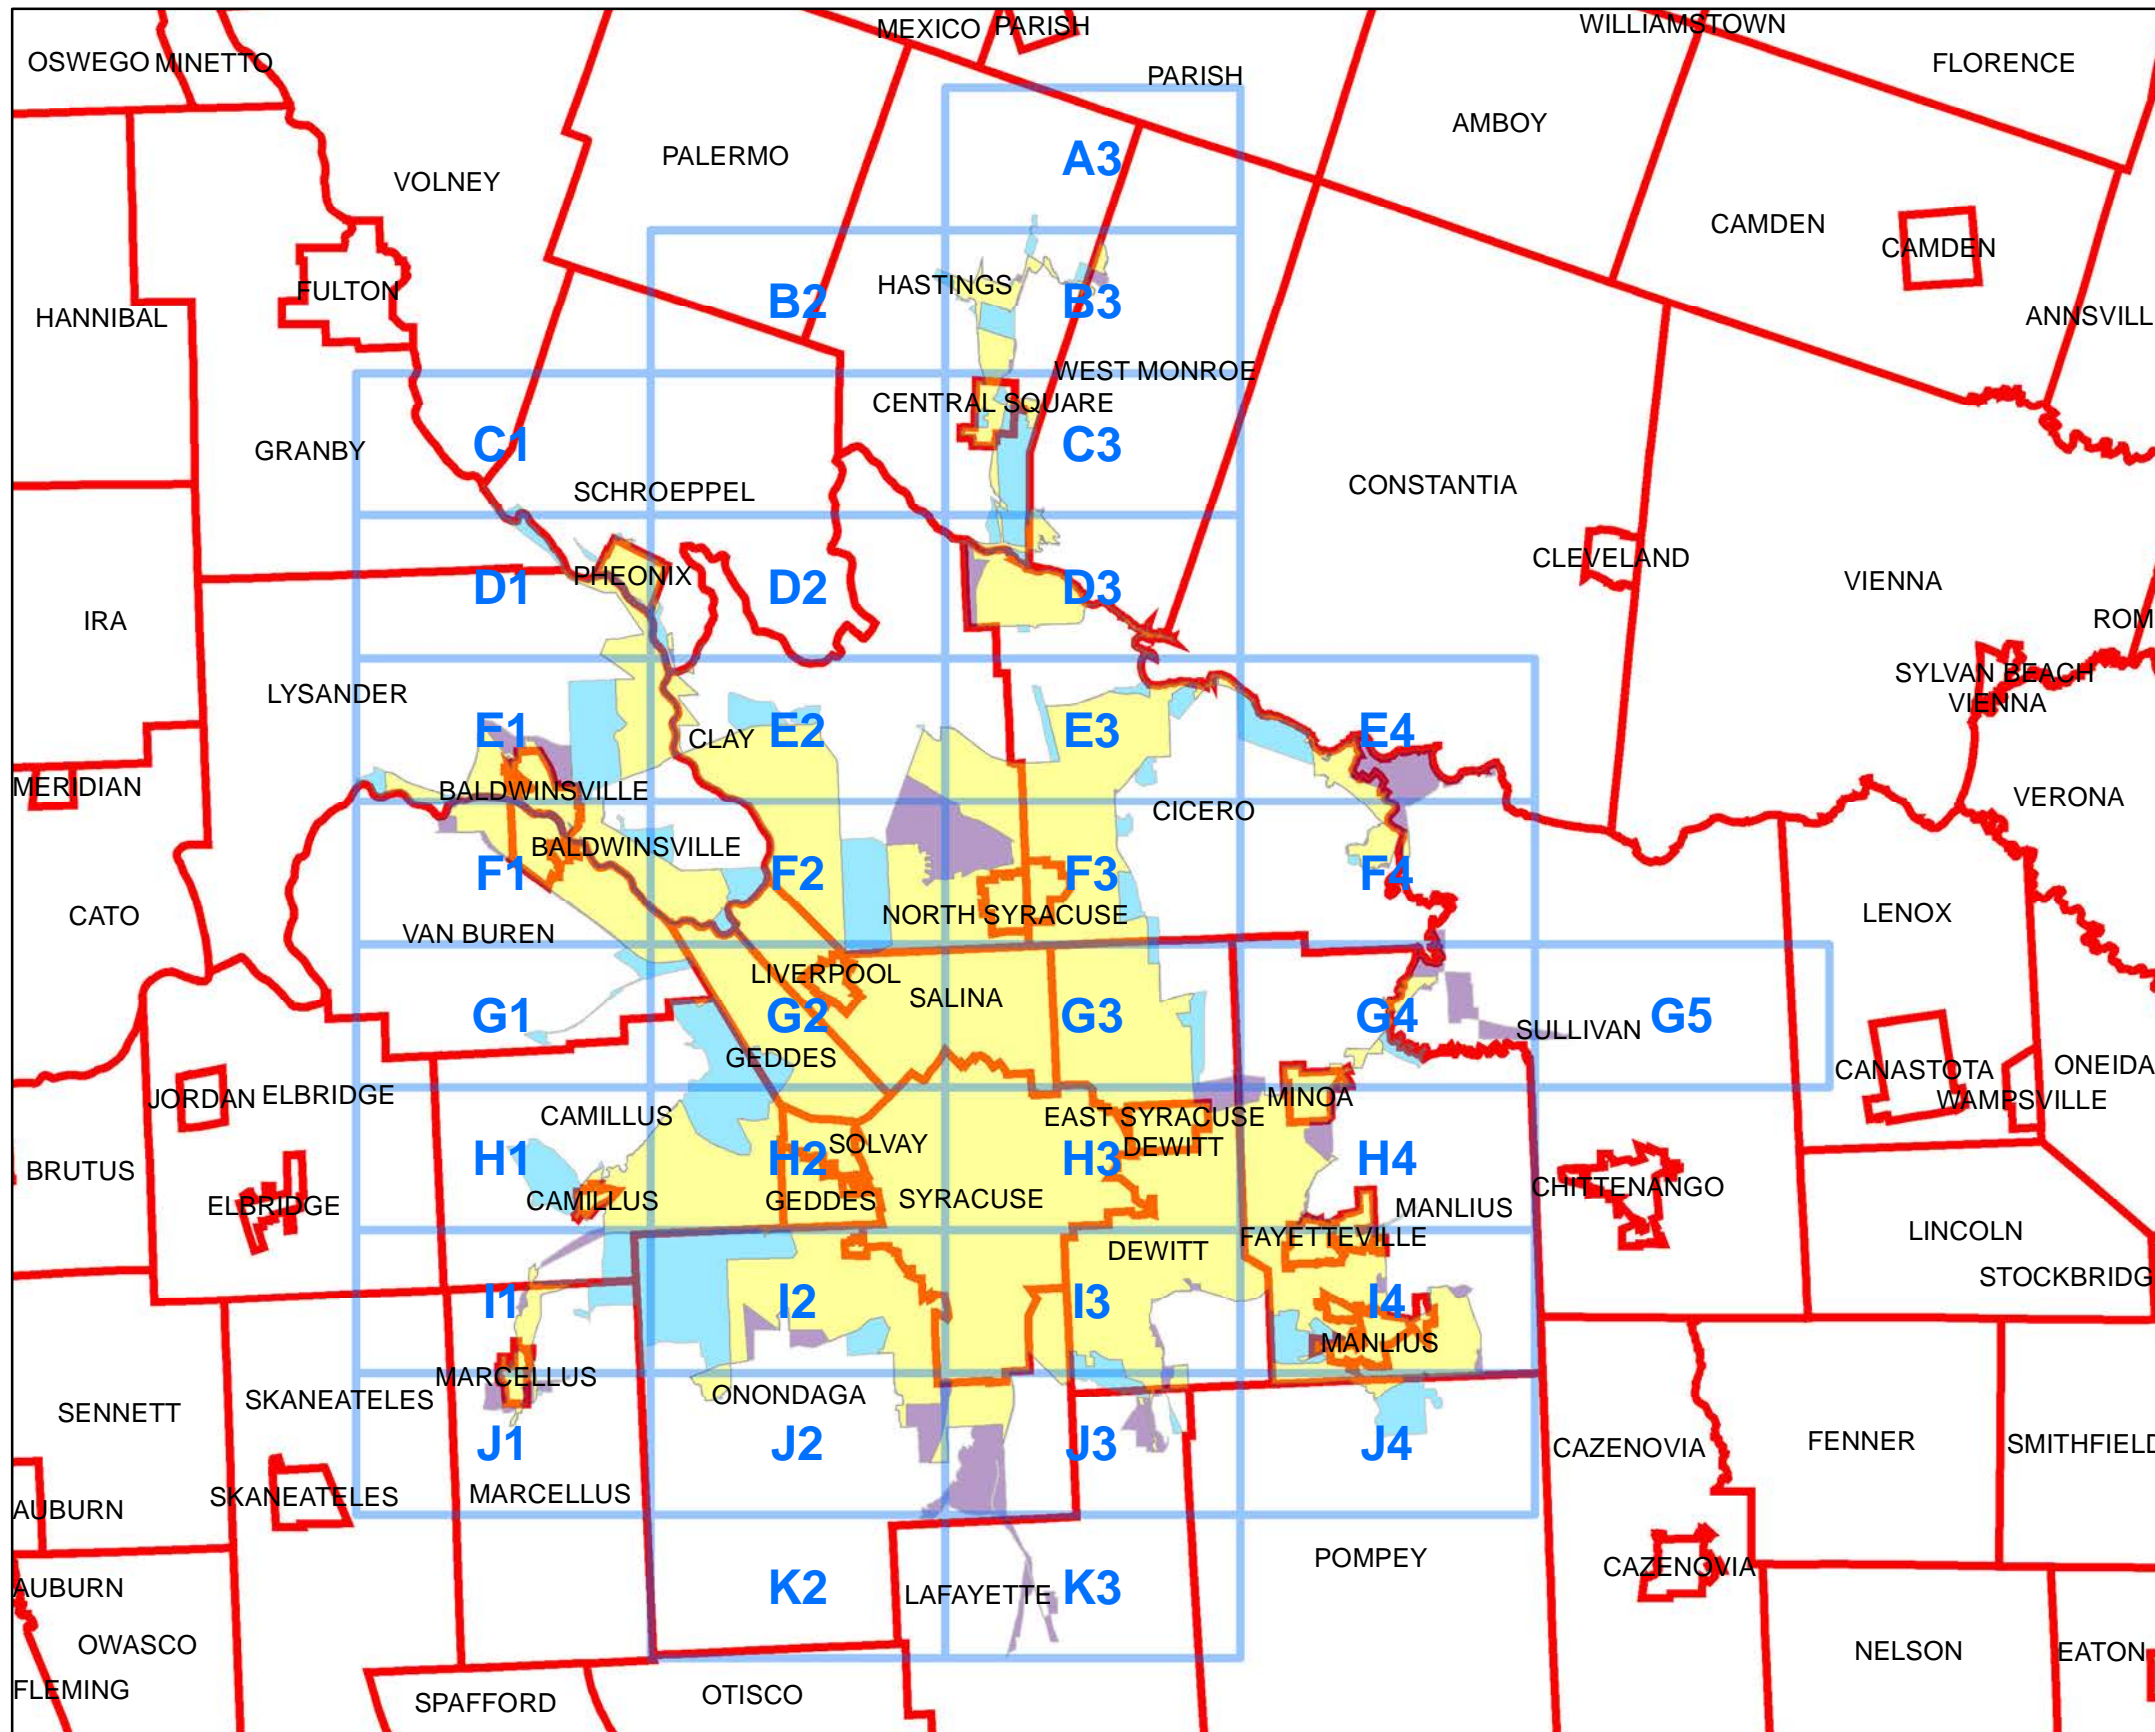 MEXICO PARISH WILLIAMSTOWN
OSWEGO MINETTO FLORENCE
PARISH
AMBOY
PALERMO A3
VOLNEY
CAMDEN
CAMDEN
HASTINGS
FULTON
B2 B3
HANNIBAL ANNSVILL
WEST MONROE
CENTRAL SQUARE
GRANBY C1 C3
SCHROEPPEL CONSTANTIA
CLEVELAND
PHEONIX VIENNA
D1 D2 D3
IRA ROM
SYLVAN BEACH
LYSANDER VIENNA
E1 CLAY E2 E3 E4
MERIDIAN BALDWINSVILLE VERONA
CICERO
BALDWINSVILLE
F1 F2 F3 F4
CATO NORTH SYRACUSE LENOX
VAN BUREN
LIVERPOOL
SALINA
G1 G2 G3 G4 SULLIVAN G5
GEDDES
CANASTOTA ONEIDA
JORDAN ELBRIDGE MINOA WAMPSVILLE
CAMILLUS EAST SYRACUSE
SOLVAY DEWITT
H1 H2 H3 H4
BRUTUS
CHITTENANGO
ELBRIDGE CAMILLUS GEDDES SYRACUSE MANLIUS
FAYETTEVILLE LINCOLN
DEWITT
STOCKBRIDG
I1 I2 I3 I4
MANLIUS
MARCELLUS
SKANEATELES ONONDAGA
SENNETT
J1 J2 J3 J4 CAZENOVIA FENNER SMITHFIELD
SKANEATELES MARCELLUS
AUBURN
POMPEY
CAZENOVIA
AUBURN K2 LAFAYETTE K3
OWASCO NELSON EATON
FLEMING SPAFFORD OTISCO